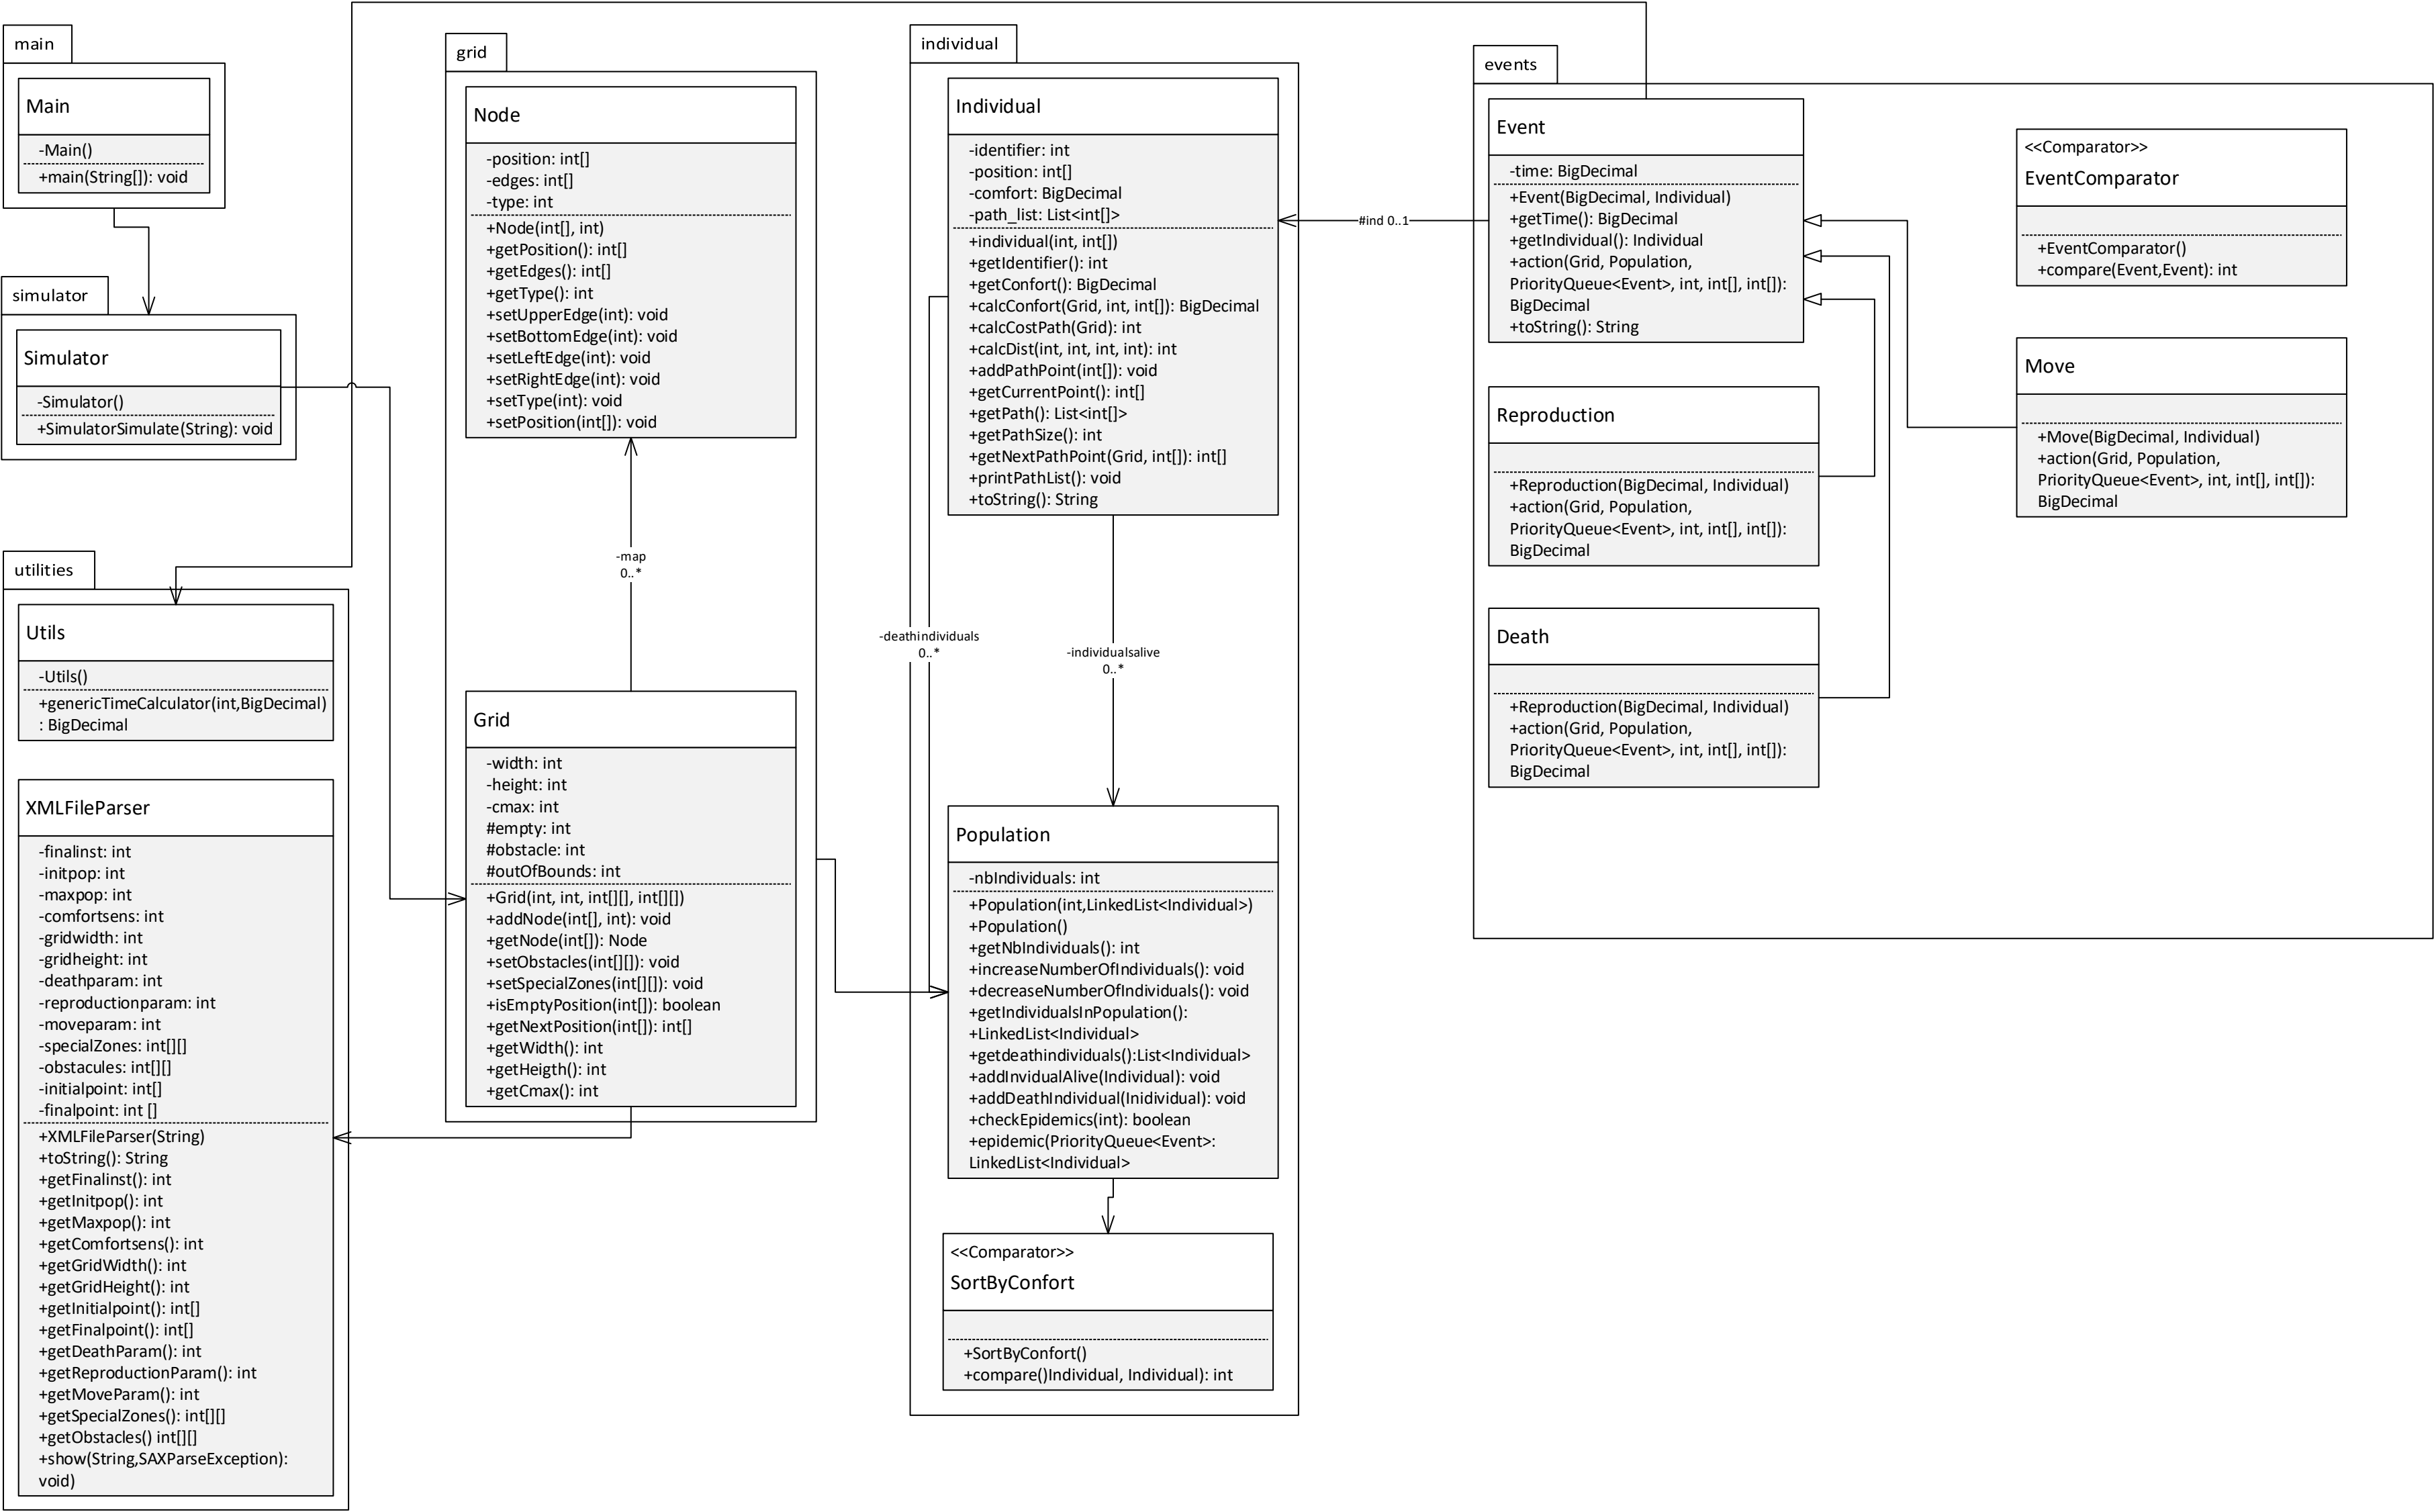 main
Main
-Main()
+main(String[]): void
simulator
Simulator
-Simulator()
+SimulatorSimulate(String): void
utilities
Utils
-Utils()
+genericTimeCalculator(int,BigDecimal)
: BigDecimal
XMLFileParser
-finalinst: int
-initpop: int
-maxpop: int
-comfortsens: int
-gridwidth: int
-gridheight: int
-deathparam: int
-reproductionparam: int
-moveparam: int
-specialZones: int[][]
-obstacules: int[][]
-initialpoint: int[]
-finalpoint: int []
+XMLFileParser(String)
+toString(): String
+getFinalinst(): int
+getInitpop(): int
+getMaxpop(): int
+getComfortsens(): int
+getGridWidth(): int
+getGridHeight(): int
+getInitialpoint(): int[]
+getFinalpoint(): int[]
+getDeathParam(): int
+getReproductionParam(): int
+getMoveParam(): int
+getSpecialZones(): int[][]
+getObstacles() int[][]
+show(String,SAXParseException):
void)
grid
Node
-position: int[]
-edges: int[]
-type: int
+Node(int[], int)
+getPosition(): int[]
+getEdges(): int[]
+getType(): int
+setUpperEdge(int): void
+setBottomEdge(int): void
+setLeftEdge(int): void
+setRightEdge(int): void
+setType(int): void
+setPosition(int[]): void
-map
0..*
Grid
-width: int
-height: int
-cmax: int
#empty: int
#obstacle: int
#outOfBounds: int
+Grid(int, int, int[][], int[][])
+addNode(int[], int): void
+getNode(int[]): Node
+setObstacles(int[][]): void
+setSpecialZones(int[][]): void
+isEmptyPosition(int[]): boolean
+getNextPosition(int[]): int[]
+getWidth(): int
+getHeigth(): int
+getCmax(): int
individual
Individual
-identifier: int
-position: int[]
-comfort: BigDecimal
-path_list: List<int[]>
+individual(int, int[])
+getIdentifier(): int
+getConfort(): BigDecimal
+calcConfort(Grid, int, int[]): BigDecimal
+calcCostPath(Grid): int
+calcDist(int, int, int, int): int
+addPathPoint(int[]): void
+getCurrentPoint(): int[]
+getPath(): List<int[]>
+getPathSize(): int
+getNextPathPoint(Grid, int[]): int[]
+printPathList(): void
+toString(): String
-deathindividuals
0..*
-individualsalive
0..*
Population
-nbIndividuals: int
+Population(int,LinkedList<Individual>)
+Population()
+getNbIndividuals(): int
+increaseNumberOfIndividuals(): void
+decreaseNumberOfIndividuals(): void
+getIndividualsInPopulation():
+LinkedList<Individual>
+getdeathindividuals():List<Individual>
+addInvidualAlive(Individual): void
+addDeathIndividual(Inidividual): void
+checkEpidemics(int): boolean
+epidemic(PriorityQueue<Event>:
LinkedList<Individual>
<<Comparator>>
SortByConfort
+SortByConfort()
+compare()Individual, Individual): int
#ind 0..1
events
Event
-time: BigDecimal
+Event(BigDecimal, Individual)
+getTime(): BigDecimal
+getIndividual(): Individual
+action(Grid, Population,
PriorityQueue<Event>, int, int[], int[]):
BigDecimal
+toString(): String
Reproduction
+Reproduction(BigDecimal, Individual)
+action(Grid, Population,
PriorityQueue<Event>, int, int[], int[]):
BigDecimal
Death
+Reproduction(BigDecimal, Individual)
+action(Grid, Population,
PriorityQueue<Event>, int, int[], int[]):
BigDecimal
<<Comparator>>
EventComparator
+EventComparator()
+compare(Event,Event): int
Move
+Move(BigDecimal, Individual)
+action(Grid, Population,
PriorityQueue<Event>, int, int[], int[]):
BigDecimal